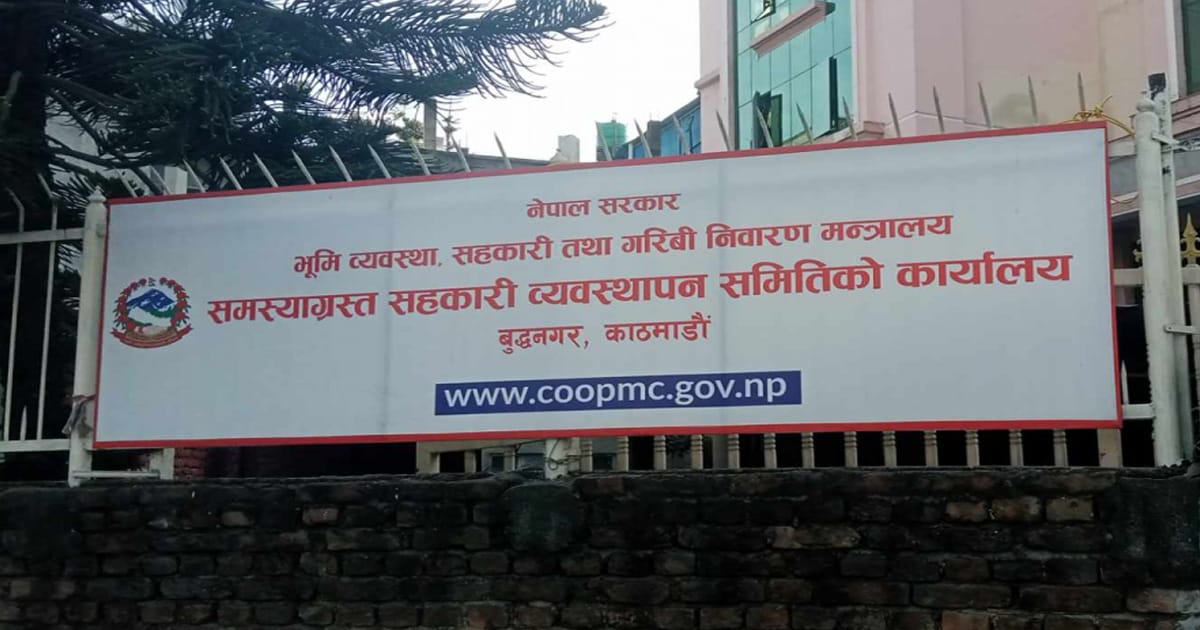 नेपाल सरकार
भूमि व्यवस्था, सहकारी तथा गरिबी निवारण मन्त्रालय
समस्याग्रस्त सहकारी व्यवस्थापन समितिको कार्यालय
बुद्धनगर, काठमाडौं
www.coopmc.gov.np